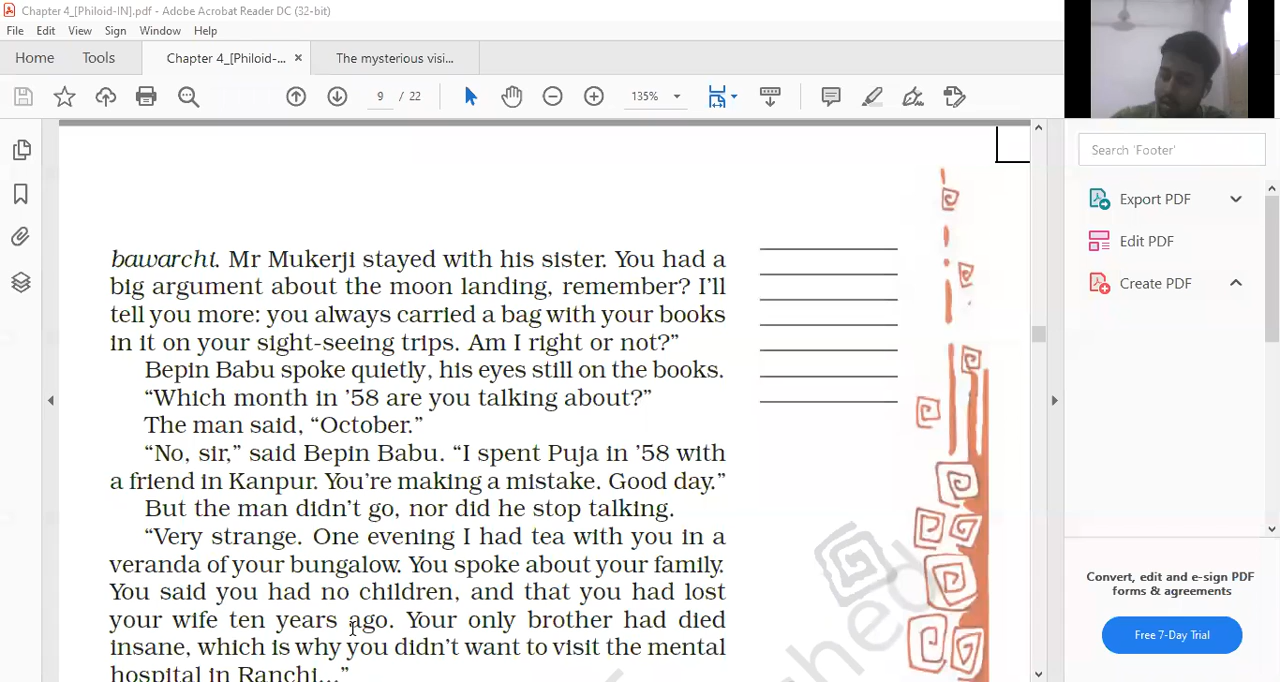 Chapter 4_[Philoid-IN].pdf - Adobe Acrobat Reader DC (32-bit)
File Edit View Sign Window Help
Home Tools Chapter 4_[Philoid-... × The mysterious visi...
9 / 22 135%
Search 'Footer'
Export PDF
Edit PDF
Create PDF
bawarchi. Mr Mukerji stayed with his sister. You had a
big argument about the moon landing, remember? I’ll
tell you more: you always carried a bag with your books
in it on your sight-seeing trips. Am I right or not?”
Bepin Babu spoke quietly, his eyes still on the books.
“Which month in ’58 are you talking about?”
The man said, “October.”
“No, sir,” said Bepin Babu. “I spent Puja in ’58 with
a friend in Kanpur. You’re making a mistake. Good day.”
But the man didn’t go, nor did he stop talking.
“Very strange. One evening I had tea with you in a
veranda of your bungalow. You spoke about your family.
You said you had no children, and that you had lost
your wife ten years ago. Your only brother had died
insane, which is why you didn’t want to visit the mental
hospital in Ranchi...”
Convert, edit and e-sign PDF
forms & agreements
Free 7-Day Trial